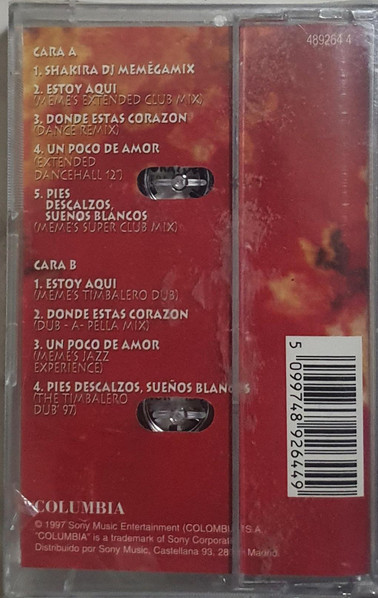 489264 4
CARA A
1. SHAKIRA DJ MEMEGAMIX
2. ESTOY AQUI
(MEME'S EXTENDED CLUB MIX)
3. DONDE ESTAS CORAZON
(DANCE REMIX)
4. UN POCO DE AMOR
(EXTENDED
DANCEHALL 12")
5. PIES
DESCALZOS,
SUEÑOS BLANCOS
(MEME'S SUPER CLUB MIX)
CARA B
1. ESTOY AQUI
(MEME'S TIMBALERO DUB)
2. DONDE ESTAS CORAZON
(DUB - A- PELLA MIX)
3. UN POCO DE AMOR
(MEME'S JAZZ
EXPERIENCE)
4. PIES DESCALZOS, SUEÑOS BLANCOS
(THE TIMBALERO
DUB' 97)
5 099748 926449
COLUMBIA
© 1997 Sony Music Entertainment (COLOMBIA) S.A.
"COLUMBIA" is a trademark of Sony Corporati
Distribuido por Sony Music, Castellana 93, Madrid